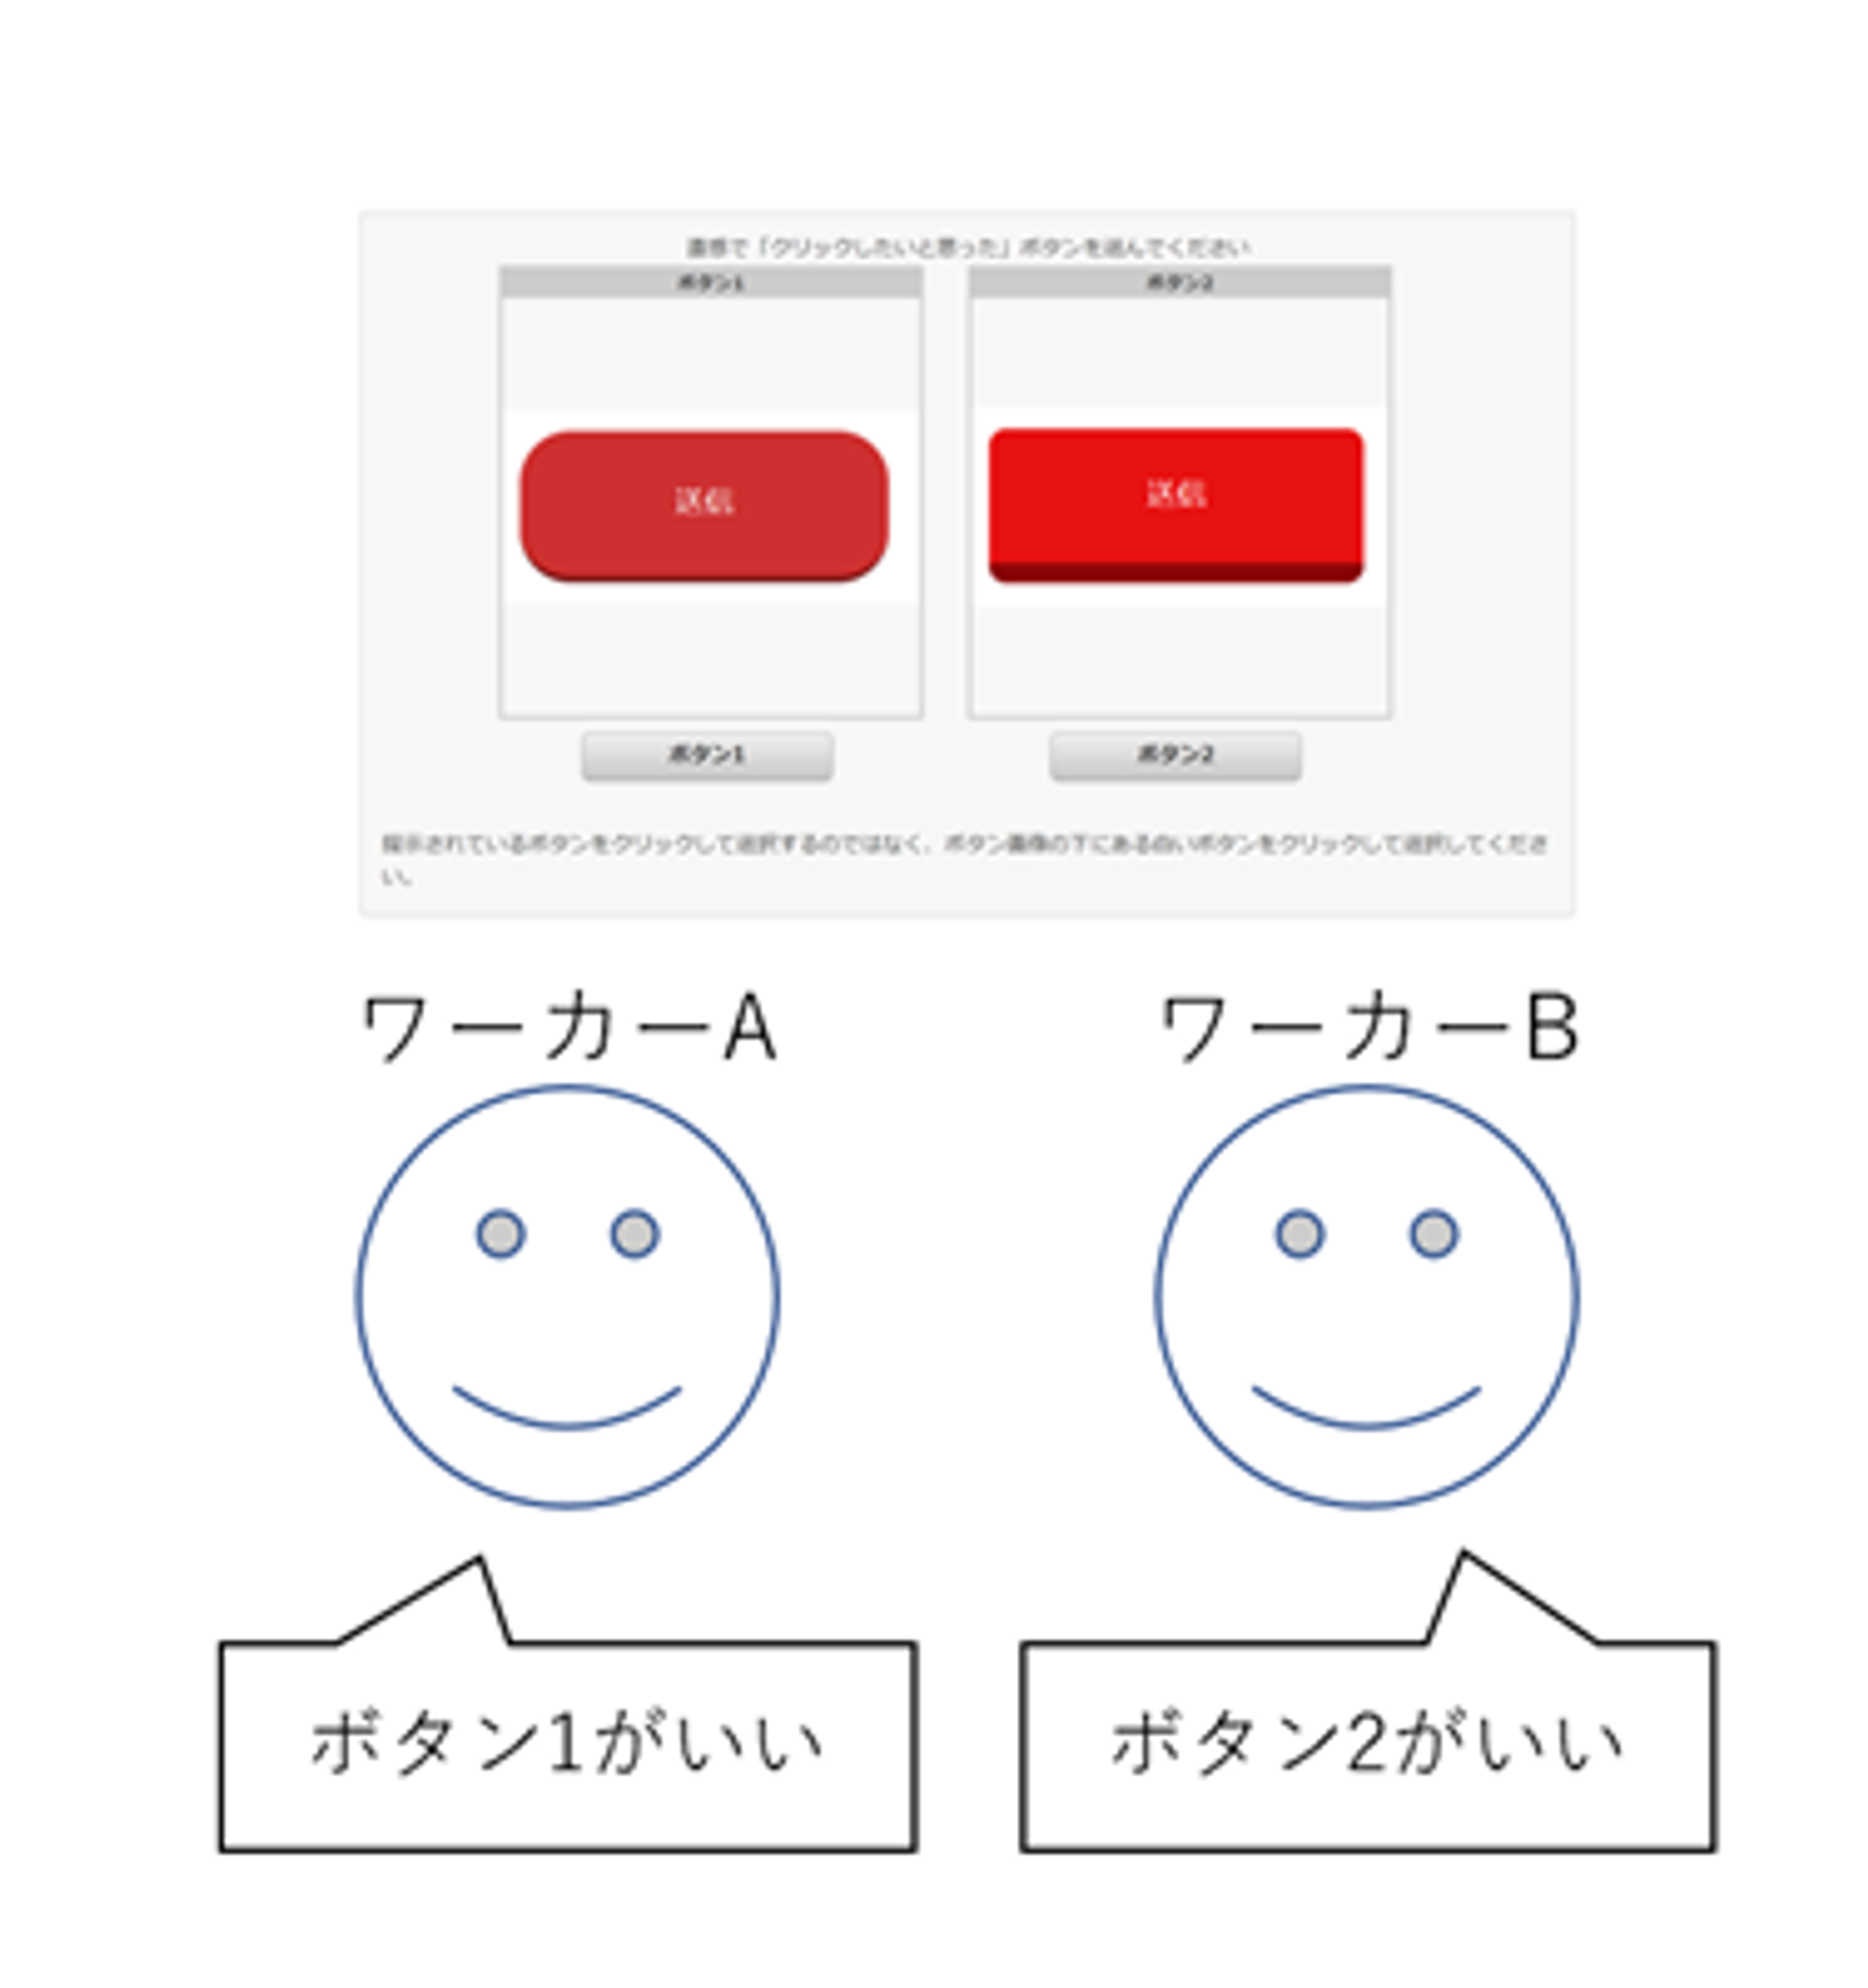 直感で「クリックしたいと思った」ボタンを選んでください
ボタン1
ボタン2
送信
送信
ボタン1
ボタン2
掲示されているボタンをクリックして選択するのではなく、ボタン画像の下にある白いボタンをクリックして選択してくださ
い。
ワーカーA
ワーカーB
ボタン1がいい
ボタン2がいい